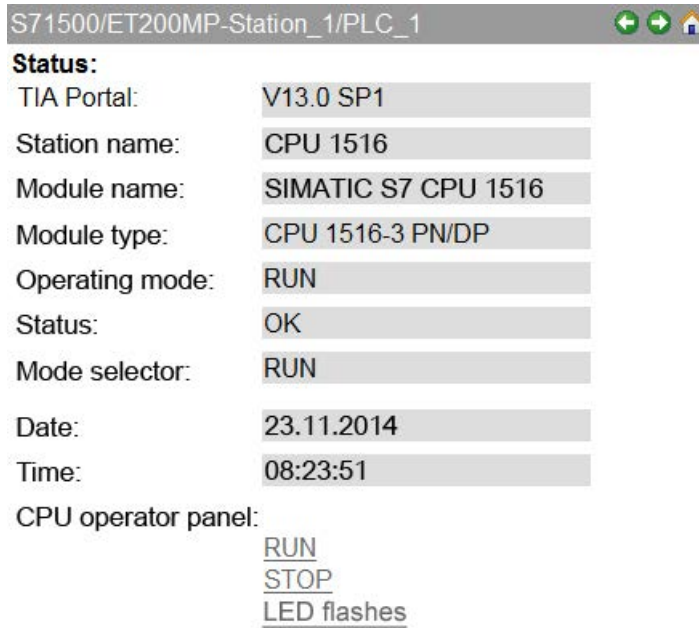 S71500/ET200MP-Station_1/PLC_1
Status:
TIA Portal: V13.0 SP1
Station name: CPU 1516
Module name: SIMATIC S7 CPU 1516
Module type: CPU 1516-3 PN/DP
Operating mode: RUN
Status: OK
Mode selector: RUN
Date: 23.11.2014
Time: 08:23:51
CPU operator panel:
RUN
STOP
LED flashes